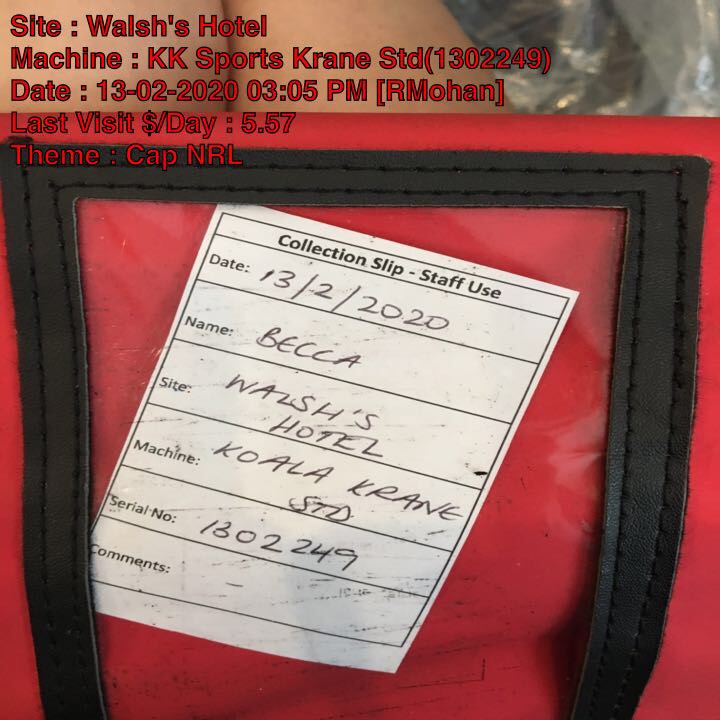 Site : Walsh's Hotel
Machine : KK Sports Krane Std(1302249)
Date : 13-02-2020 03:05 PM [RMohan]
Last Visit $/Day : 5.57
Theme : Cap NRL
Collection Slip - Staff Use
Date: 13/2/2020
Name: BECCA
Site: WALSH'S
HOTEL
Machine: KOALA KRANE
STD
Serial No: 1302249
Comments: -